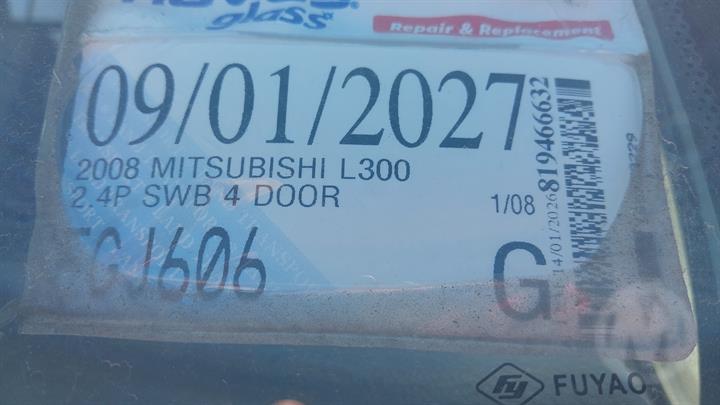 glass
Repair & Replacement
09/01/2027
2008 MITSUBISHI L300
2.4P SWB 4 DOOR
1/08
G
819466632
14/01/2026
FUYAO